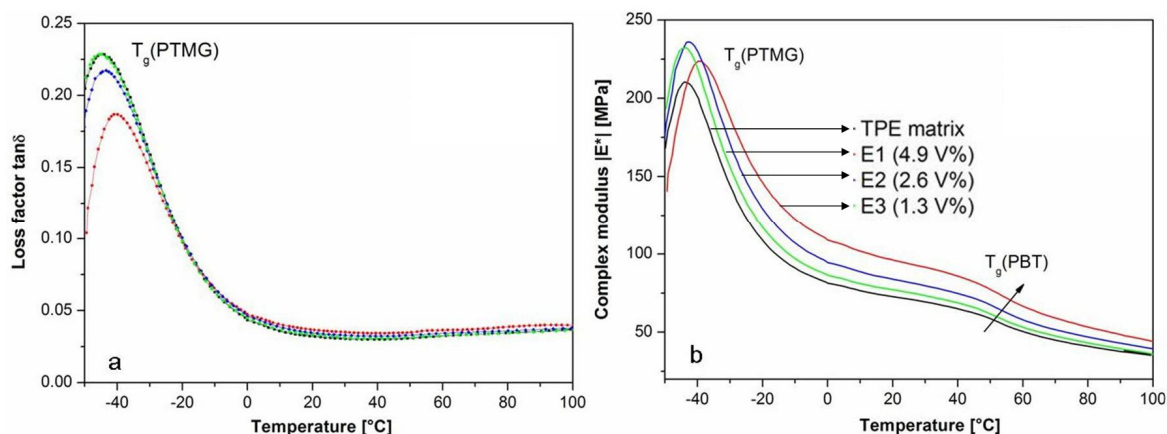 0.25
0.20
0.15
0.10
0.05
0.00
-40
-20
0
20
40
60
80
100
Loss factor tanδ
Temperature [°C]
Tg(PTMG)
a
250
200
150
100
50
-40
-20
0
20
40
60
80
100
Complex modulus |E*| [MPa]
Temperature [°C]
Tg(PTMG)
TPE matrix
E1 (4.9 V%)
E2 (2.6 V%)
E3 (1.3 V%)
Tg(PBT)
b